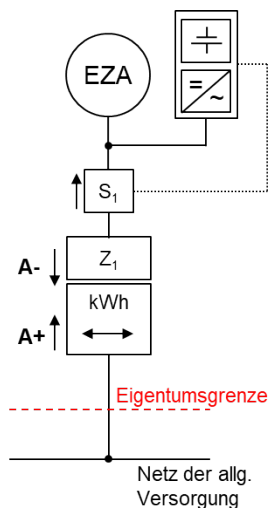 EZA
=
~
S1
Z1
A-
kWh
A+
Eigentumsgrenze
Netz der allg.
Versorgung